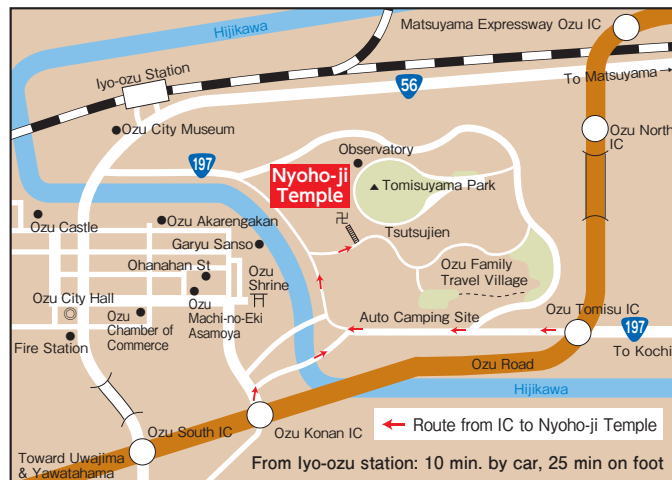 Matsuyama Expressway Ozu IC
Hijikawa
Iyo-ozu Station
To Matsuyama
56
Ozu City Museum
Ozu North
IC
197
Observatory
Nyoho-ji
Temple
Tomisuyama Park
卍
Ozu Castle
Ozu Akarengakan
Tsutsujien
Garyu Sanso
Ohanahan St
Ozu
Shrine
Ozu Family
Travel Village
Ozu City Hall
Ozu
Machi-no-Eki
Asamoya
Ozu
Chamber of
Commerce
Auto Camping Site
Ozu Tomisu IC
197
Fire Station
To Kochi
Ozu Road
Hijikawa
Ozu South IC
Ozu Konan IC
Route from IC to Nyoho-ji Temple
Toward Uwajima
& Yawatahama
From Iyo-ozu station: 10 min. by car, 25 min on foot